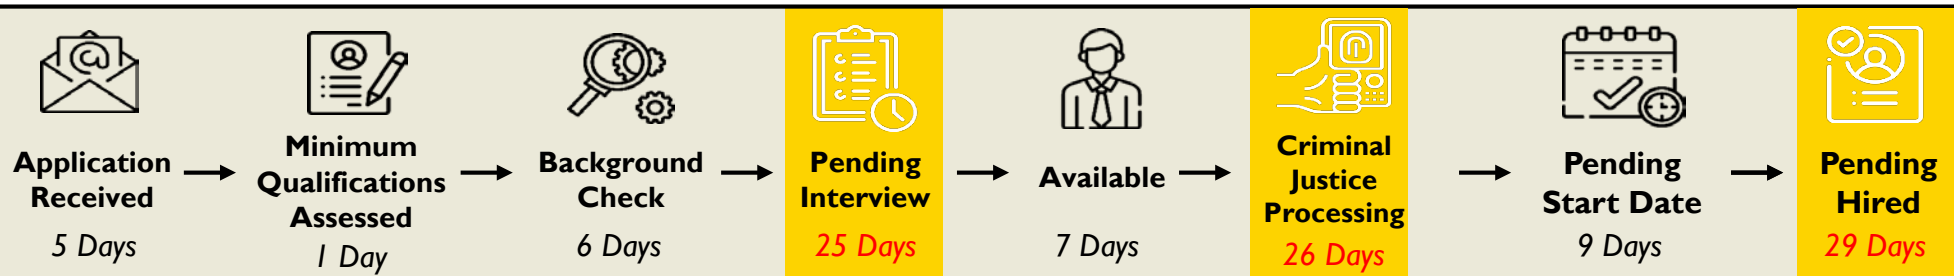 Application
Received
5 Days
Minimum
Qualifications
Assessed
1 Day
Background
Check
6 Days
Pending
Interview
25 Days
Available
7 Days
Criminal
Justice
Processing
26 Days
Pending
Start Date
9 Days
Pending
Hired
29 Days